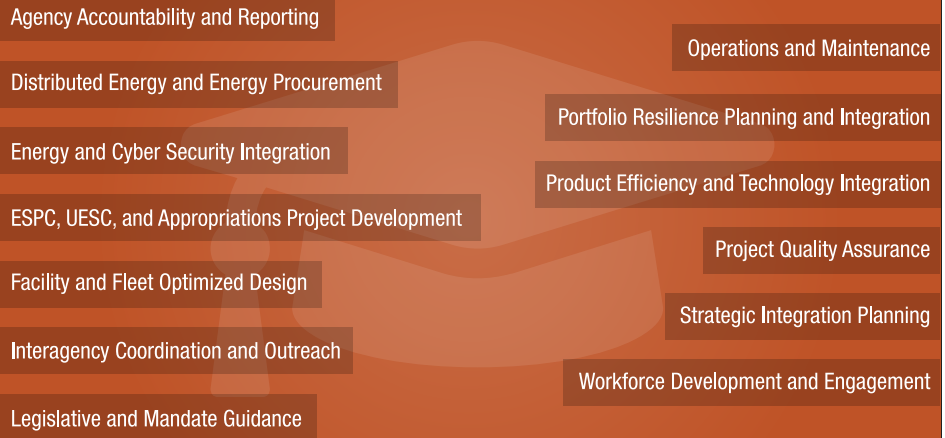 Agency Accountability and Reporting
Distributed Energy and Energy Procurement
Energy and Cyber Security Integration
ESPC, UESC, and Appropriations Project Development
Facility and Fleet Optimized Design
Interagency Coordination and Outreach
Legislative and Mandate Guidance
Operations and Maintenance
Portfolio Resilience Planning and Integration
Product Efficiency and Technology Integration
Project Quality Assurance
Strategic Integration Planning
Workforce Development and Engagement